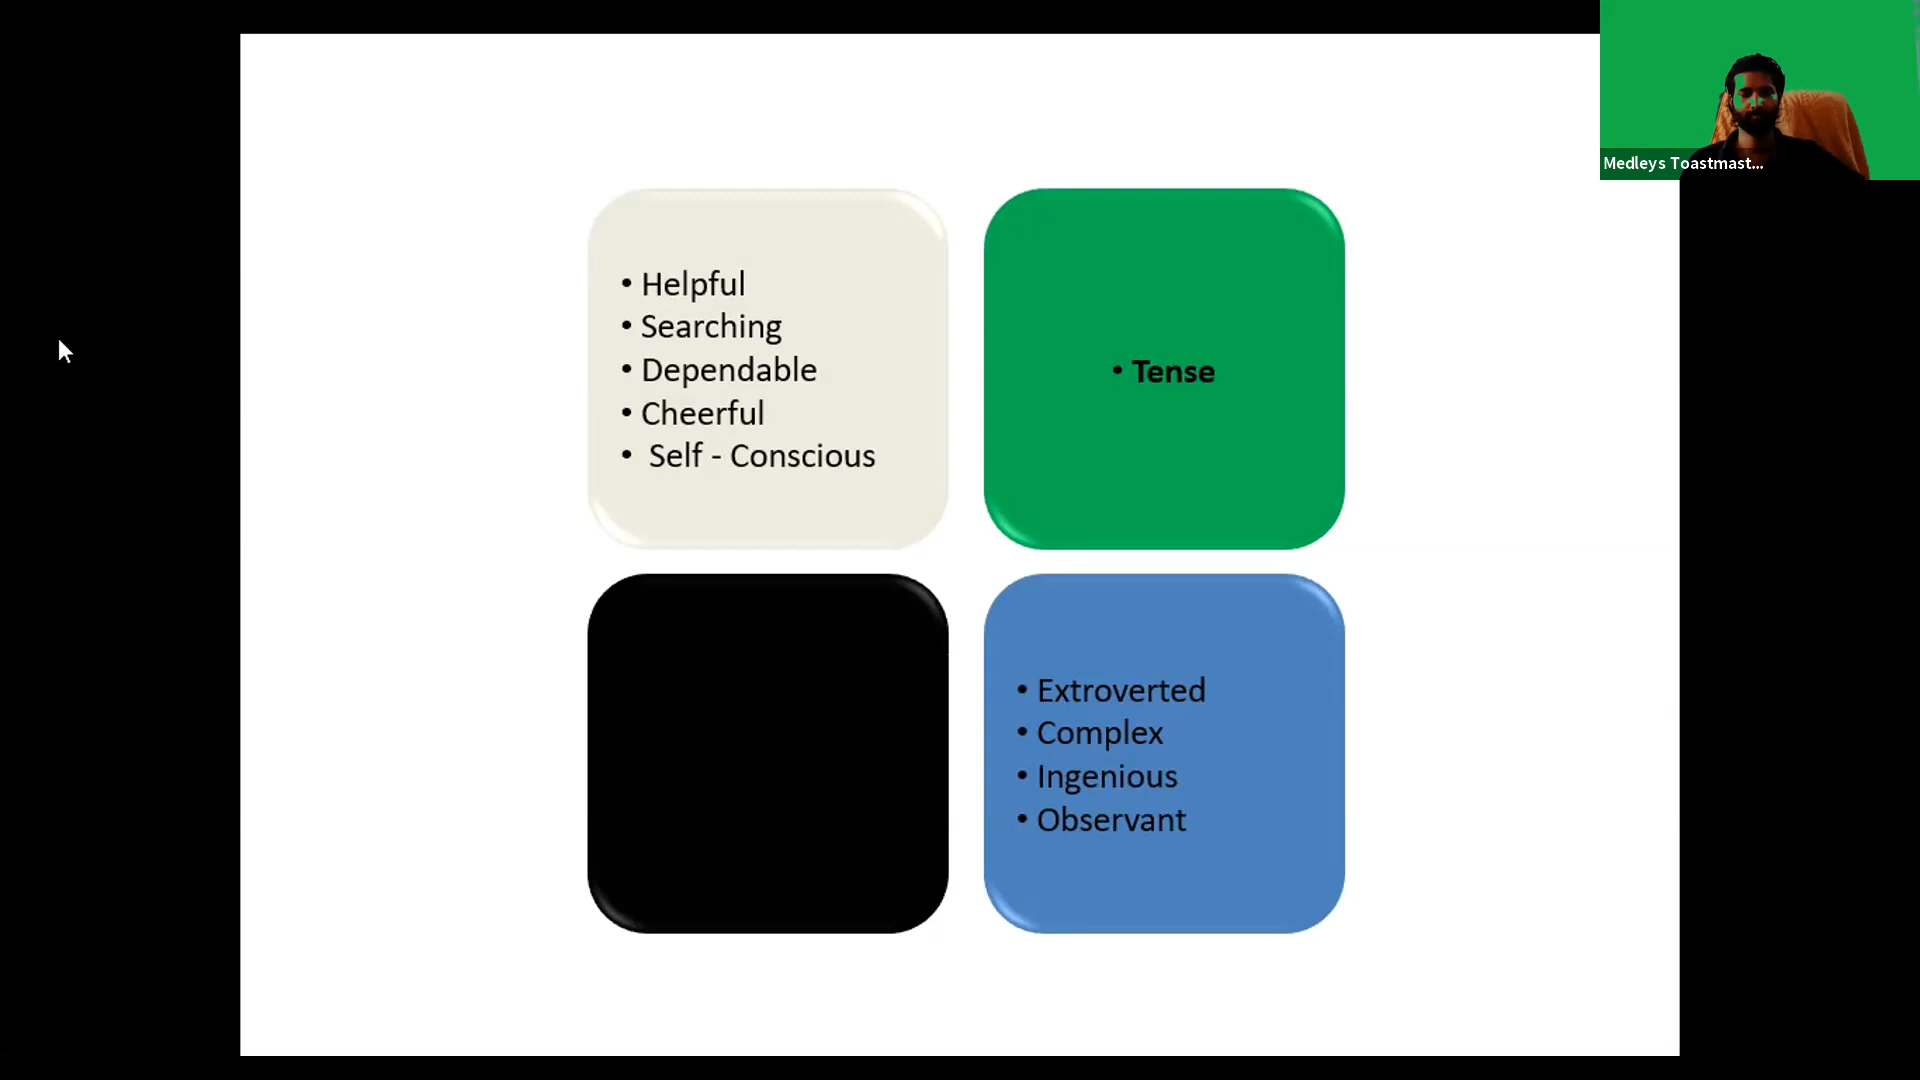 Medleys Toastmast...
• Helpful
• Searching
• Dependable
• Cheerful
• Self - Conscious
• Tense
• Extroverted
• Complex
• Ingenious
• Observant